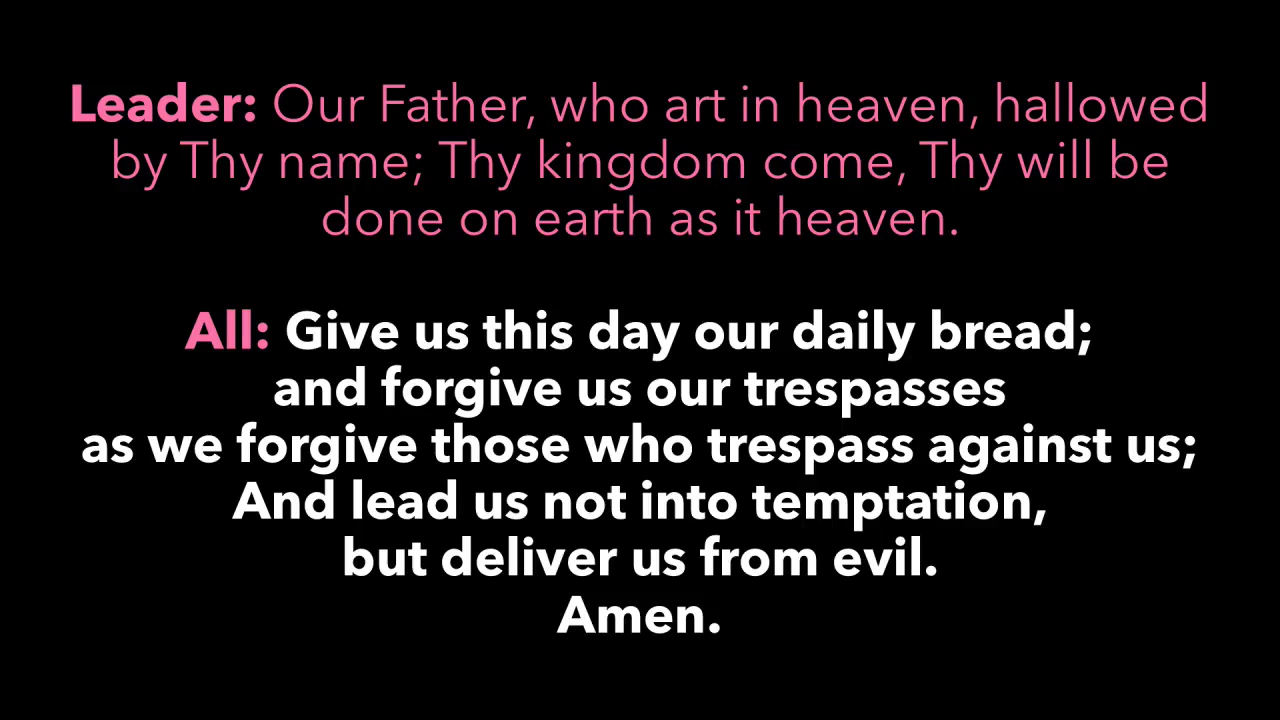 Leader: Our Father, who art in heaven, hallowed
by Thy name; Thy kingdom come, Thy will be
done on earth as it heaven.
All: Give us this day our daily bread;
and forgive us our trespasses
as we forgive those who trespass against us;
And lead us not into temptation,
but deliver us from evil.
Amen.